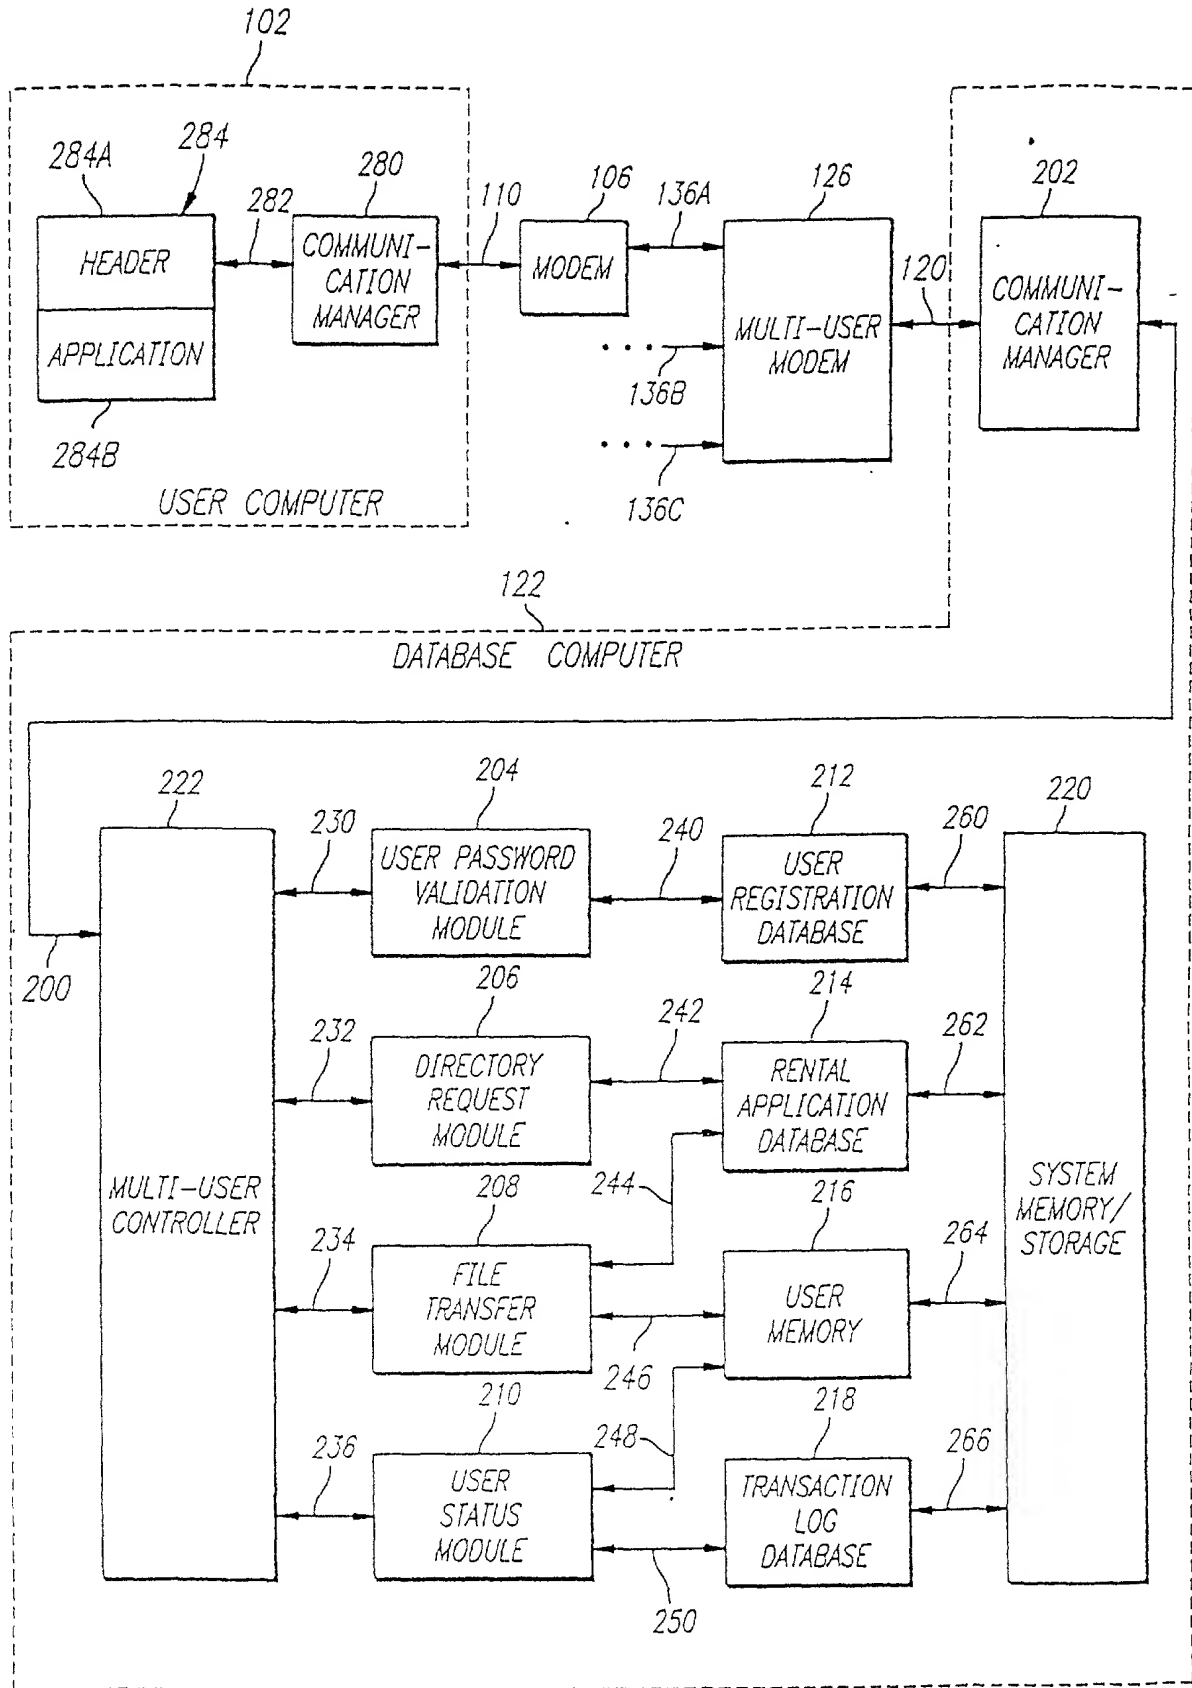 102
284A
284
282
280
110
106
136A
126
202
HEADER
APPLICATION
COMMUNI-
CATION
MANAGER
MODEM
MULTI-USER
MODEM
120
COMMUNI-
CATION
MANAGER
136B
284B
136C
USER COMPUTER
122
DATABASE COMPUTER
222
230
204
240
212
260
220
USER PASSWORD
VALIDATION
MODULE
USER
REGISTRATION
DATABASE
200
232
206
242
214
262
DIRECTORY
REQUEST
MODULE
RENTAL
APPLICATION
DATABASE
MULTI-USER
CONTROLLER
234
208
244
216
264
SYSTEM
MEMORY/
STORAGE
FILE
TRANSFER
MODULE
USER
MEMORY
246
236
210
248
218
266
USER
STATUS
MODULE
TRANSACTION
LOG
DATABASE
250